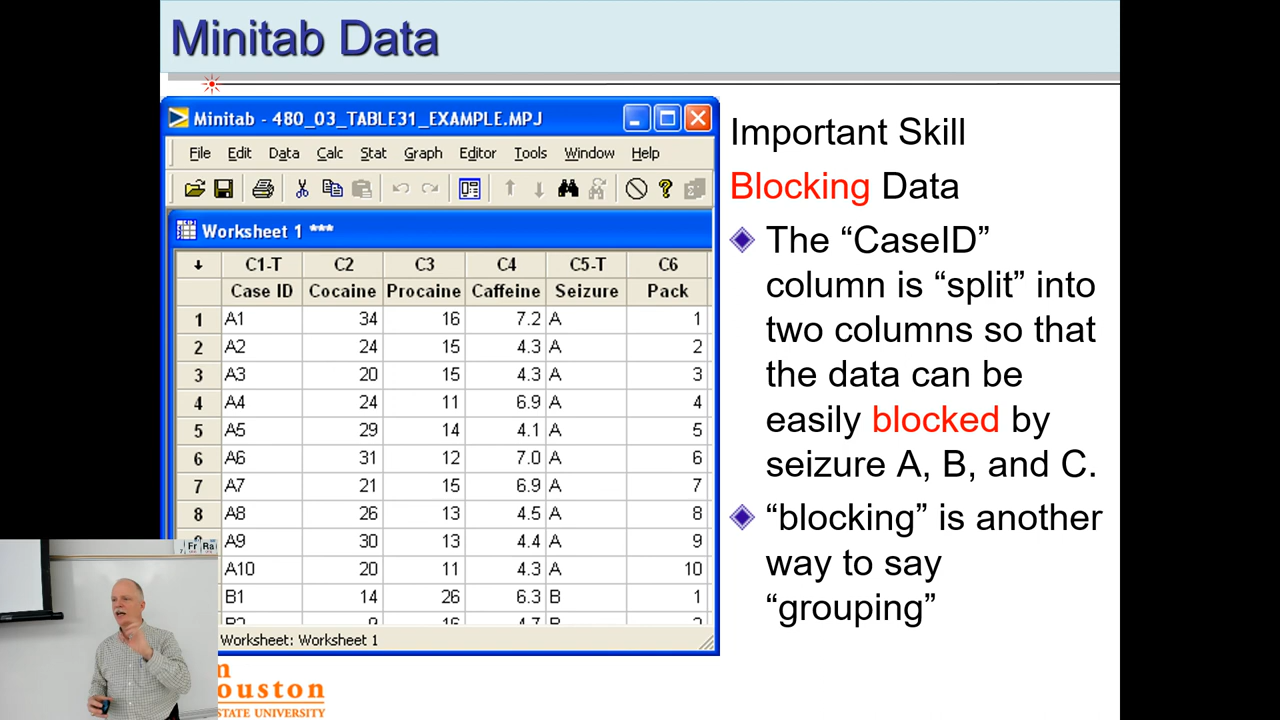 Minitab Data
Minitab - 480_03_TABLE31_EXAMPLE.MPJ
File Edit Data Calc Stat Graph Editor Tools Window Help
Worksheet 1 ***
C1-T C2 C3 C4 C5-T C6
Case ID Cocaine Procaine Caffeine Seizure Pack
1 A1 34 16 7.2 A 1
2 A2 24 15 4.3 A 2
3 A3 20 15 4.3 A 3
4 A4 24 11 6.9 A 4
5 A5 29 14 4.1 A 5
6 A6 31 12 7.0 A 6
7 A7 21 15 6.9 A 7
8 A8 26 13 4.5 A 8
A9 30 13 4.4 A 9
A10 20 11 4.3 A 10
B1 14 26 6.3 B 1
Worksheet: Worksheet 1
Important Skill
Blocking Data
The “CaseID”
column is “split” into
two columns so that
the data can be
easily blocked by
seizure A, B, and C.
“blocking” is another
way to say
“grouping”
Fr Ra
ouston
STATE UNIVERSITY